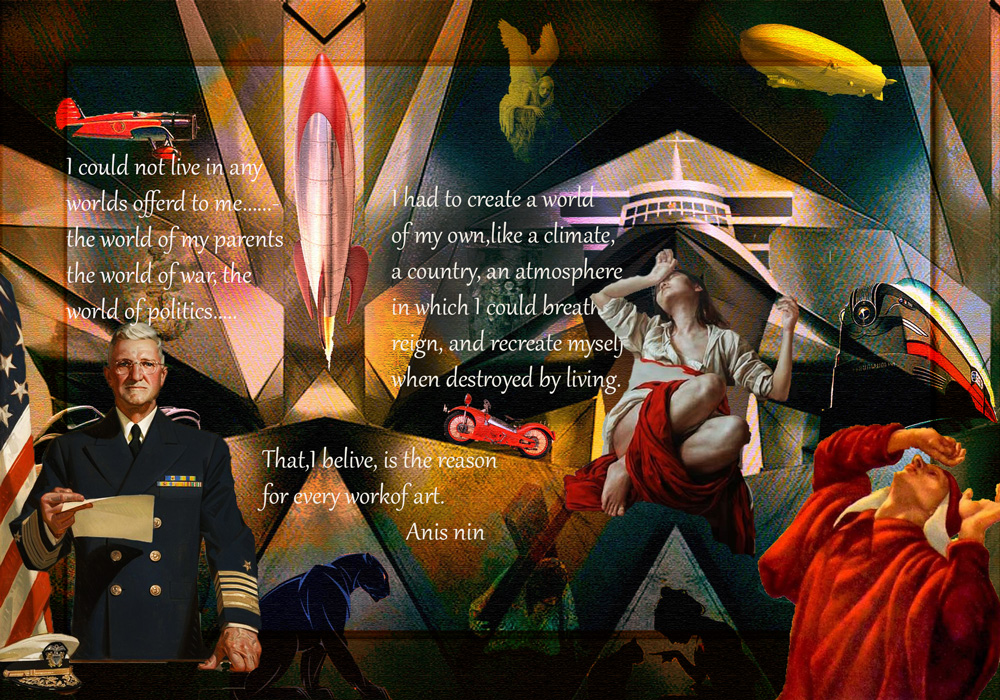 I could not live in any
worlds offerd to me......-
the world of my parents
the world of war, the
world of politics.....
I had to create a world
of my own,like a climate,
a country, an atmosphere
in which I could breath,
reign, and recreate myself
when destroyed by living.
That,I belive, is the reason
for every workof art.
Anis nin